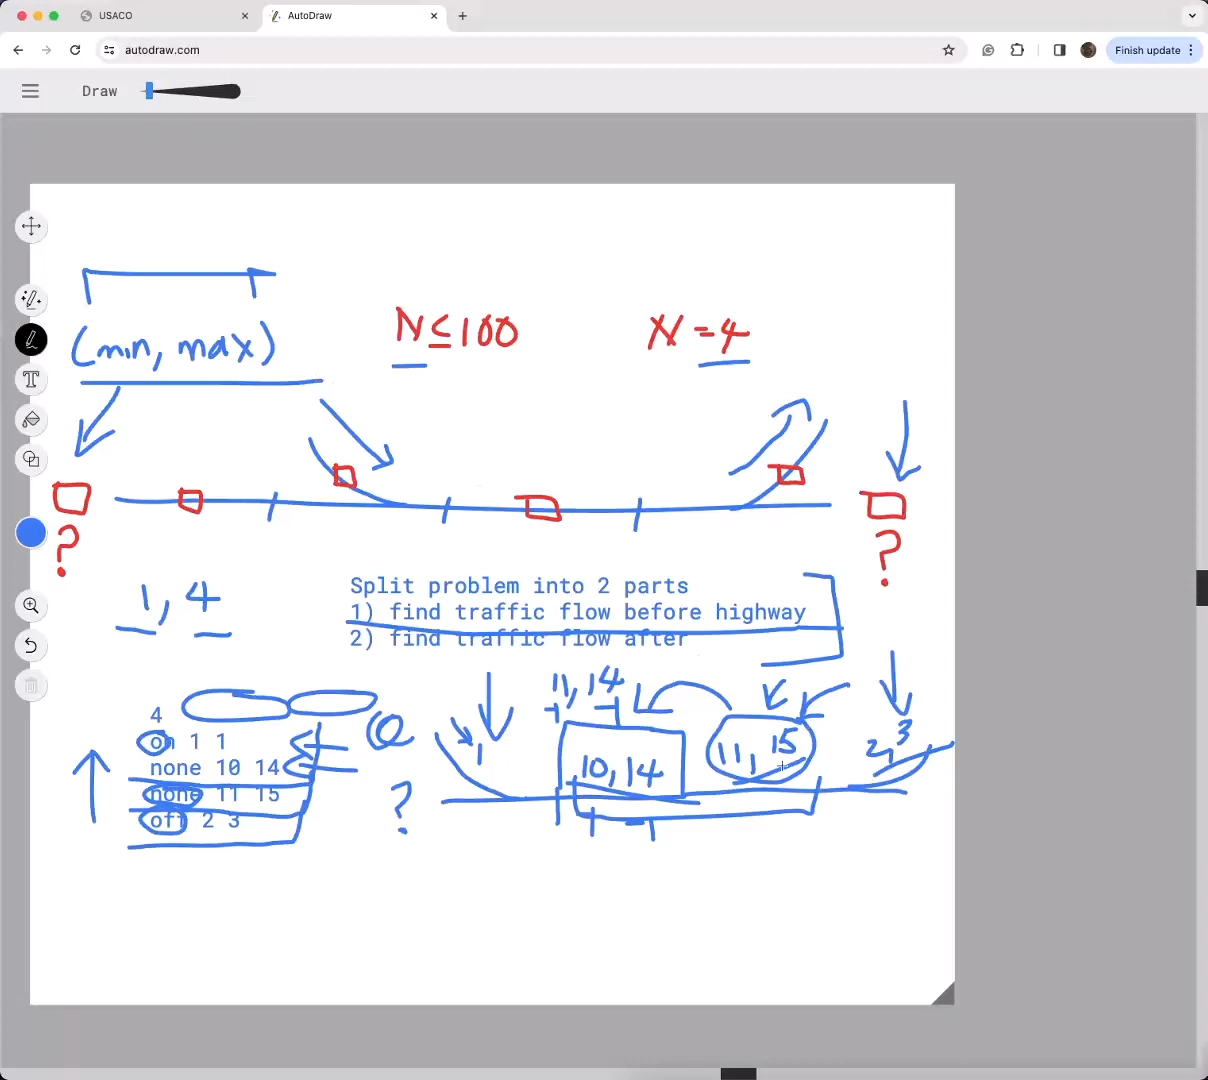 USACO
AutoDraw
autodraw.com
Finish update
Draw
(min, max)
N≤100
N=4
?
?
1, 4
Split problem into 2 parts
1) find traffic flow before highway
2) find traffic flow after
11, 14
4
on 1 1
none 10 14
none 11 15
off 2 3
?
1
10, 14
11, 15
2, 3